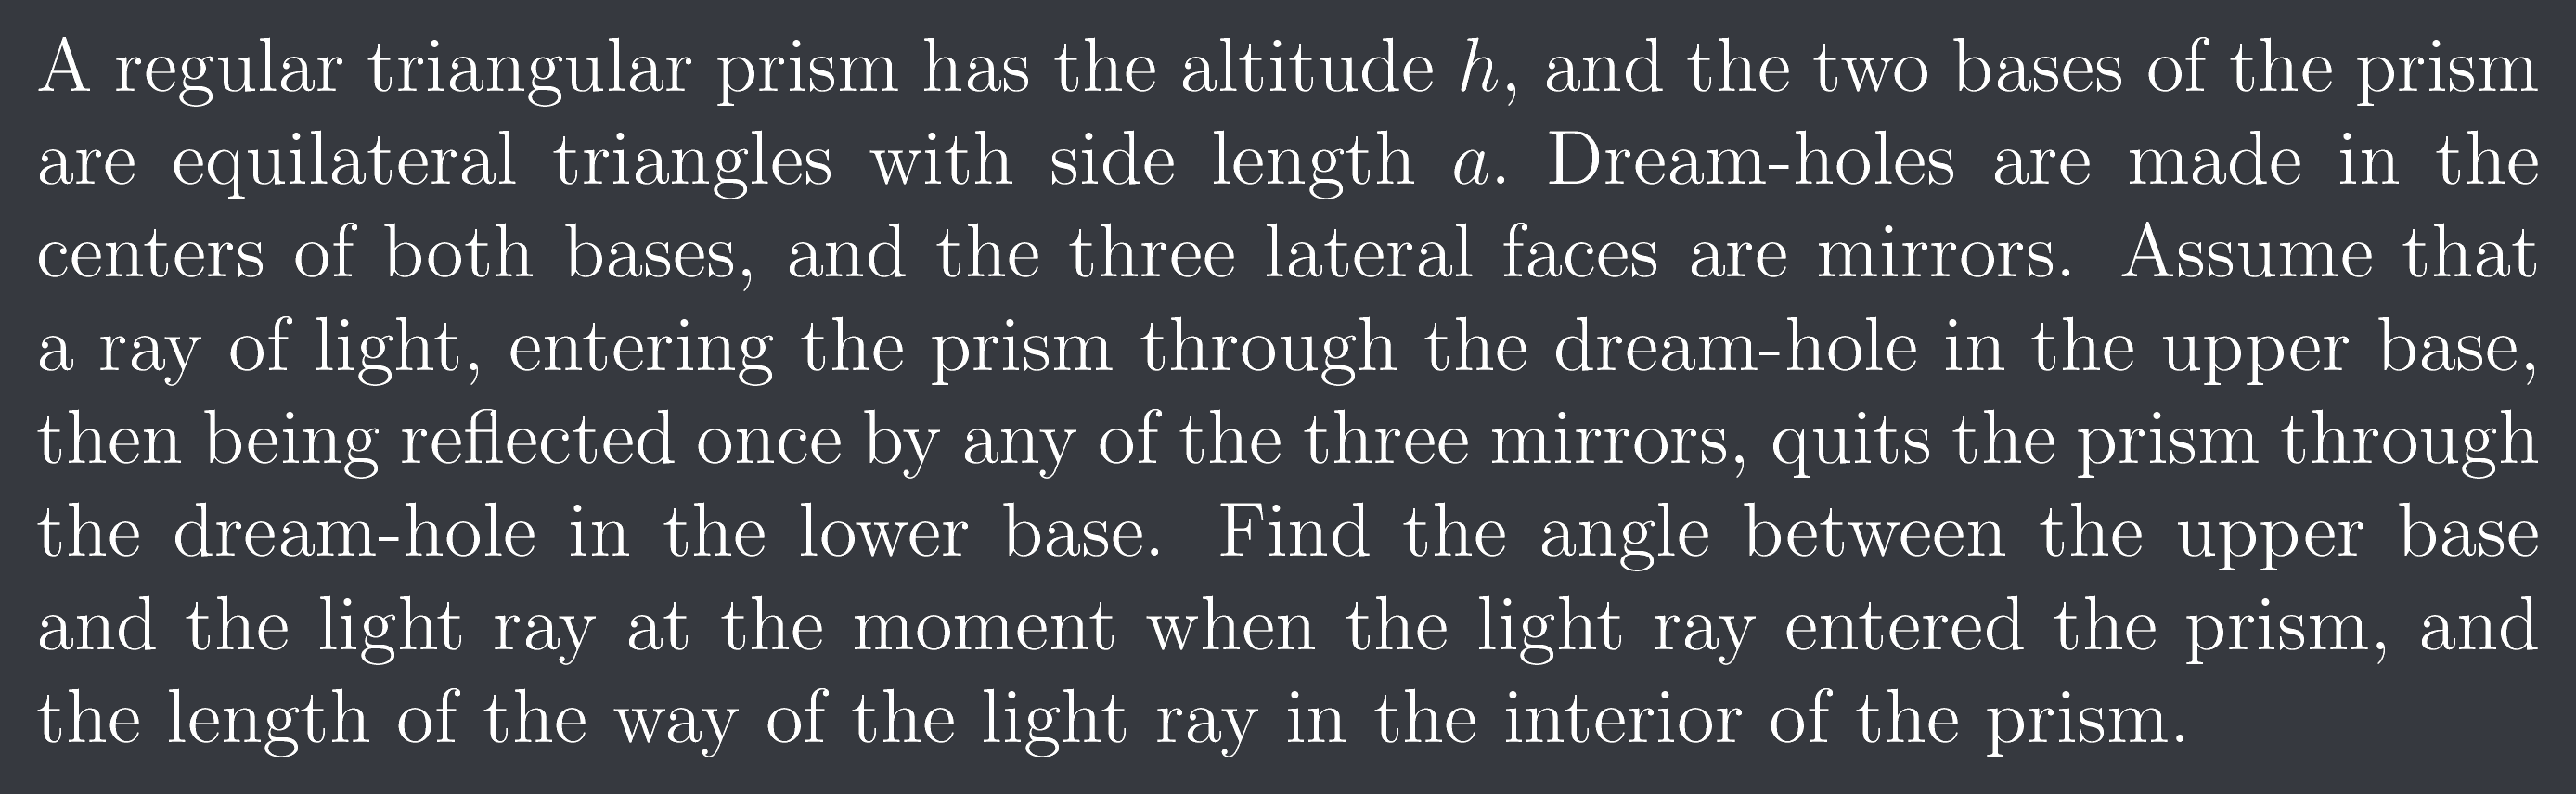 A regular triangular prism has the altitude h, and the two bases of the prism
are equilateral triangles with side length a. Dream-holes are made in the
centers of both bases, and the three lateral faces are mirrors. Assume that
a ray of light, entering the prism through the dream-hole in the upper base,
then being reflected once by any of the three mirrors, quits the prism through
the dream-hole in the lower base. Find the angle between the upper base
and the light ray at the moment when the light ray entered the prism, and
the length of the way of the light ray in the interior of the prism.